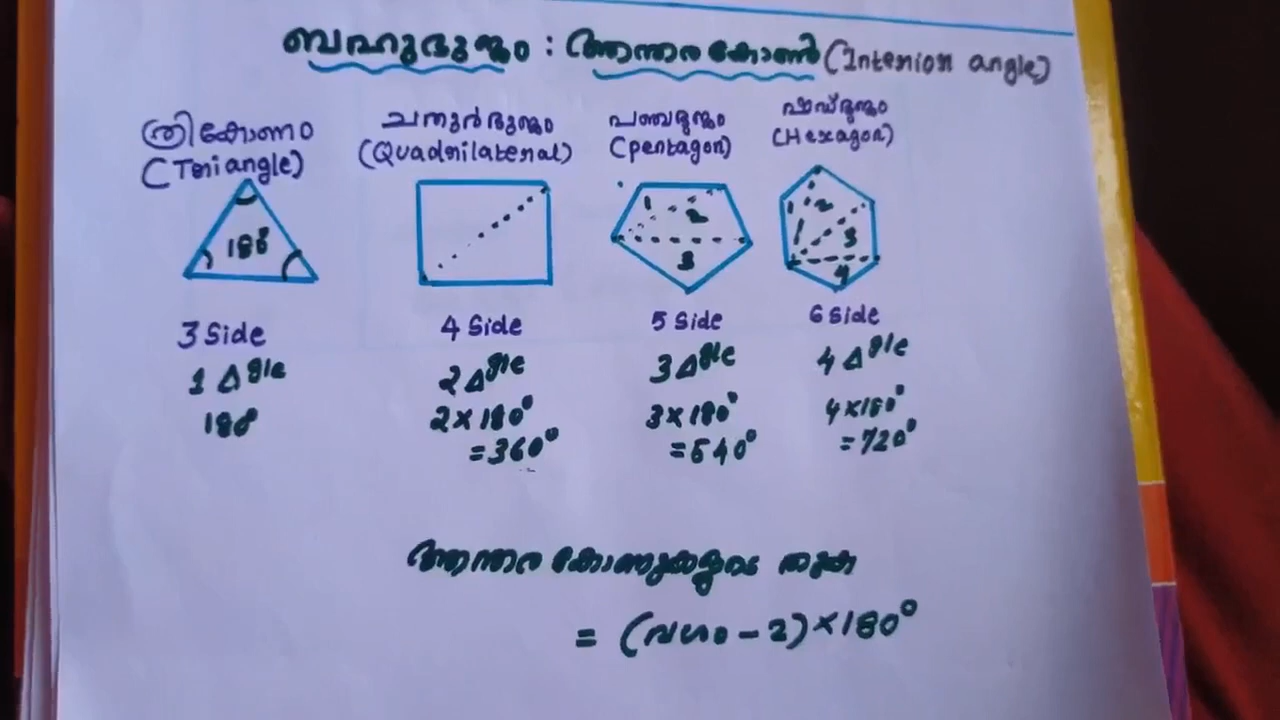 ബഹുഭുജം : ആന്തര കോൺ (Interior angle)
ത്രികോണം
(Triangle)
180°
3 Side
1 Δgle
180°
ചതുർഭുജം
(Quadrilateral)
4 Side
2 Δgle
2 × 180°
= 360°
പഞ്ചഭുജം
(pentagon)
1 2
3
5 Side
3 Δgle
3 × 180°
= 540°
ഷഡ്ഭുജം
(Hexagon)
1 2
3
4
6 Side
4 Δgle
4 × 180°
= 720°
ആന്തര കോണുകളുടെ തുക
= (വശം - 2) × 180°